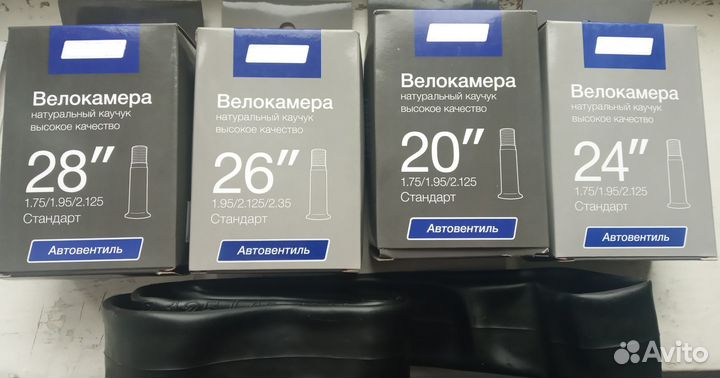 Велокамера
натуральный каучук
высокое качество
28″
1.75/1.95/2.125
Стандарт
Автовентиль
Велокамера
натуральный каучук
высокое качество
26″
1.95/2.125/2.35
Стандарт
Автовентиль
Велокамера
натуральный каучук
высокое качество
20″
1.75/1.95/2.125
Стандарт
Автовентиль
Велокамера
натуральный каучук
высокое качество
24″
1.75/1.95/2.125
Стандарт
Автовентиль
Avito